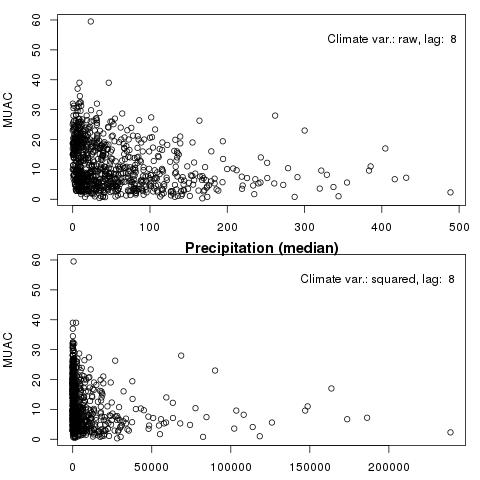 60
50
40
30
20
10
0
MUAC
Climate var.: raw, lag: 8
0 100 200 300 400 500
Precipitation (median)
60
50
40
30
20
10
0
MUAC
Climate var.: squared, lag: 8
0 50000 100000 150000 200000